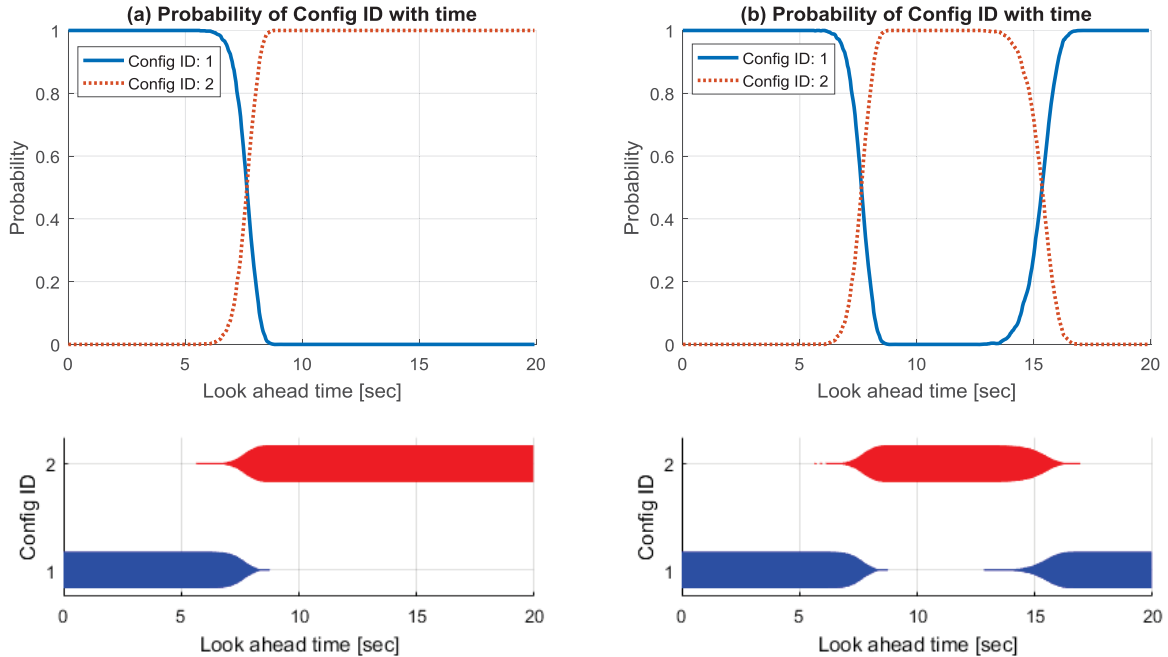 (a) Probability of Config ID with time
1
0.8
0.6
0.4
0.2
0
Probability
Config ID: 1
Config ID: 2
0 5 10 15 20
Look ahead time [sec]
(b) Probability of Config ID with time
1
0.8
0.6
0.4
0.2
0
Probability
Config ID: 1
Config ID: 2
0 5 10 15 20
Look ahead time [sec]
2
1
Config ID
0 5 10 15 20
Look ahead time [sec]
2
1
Config ID
0 5 10 15 20
Look ahead time [sec]